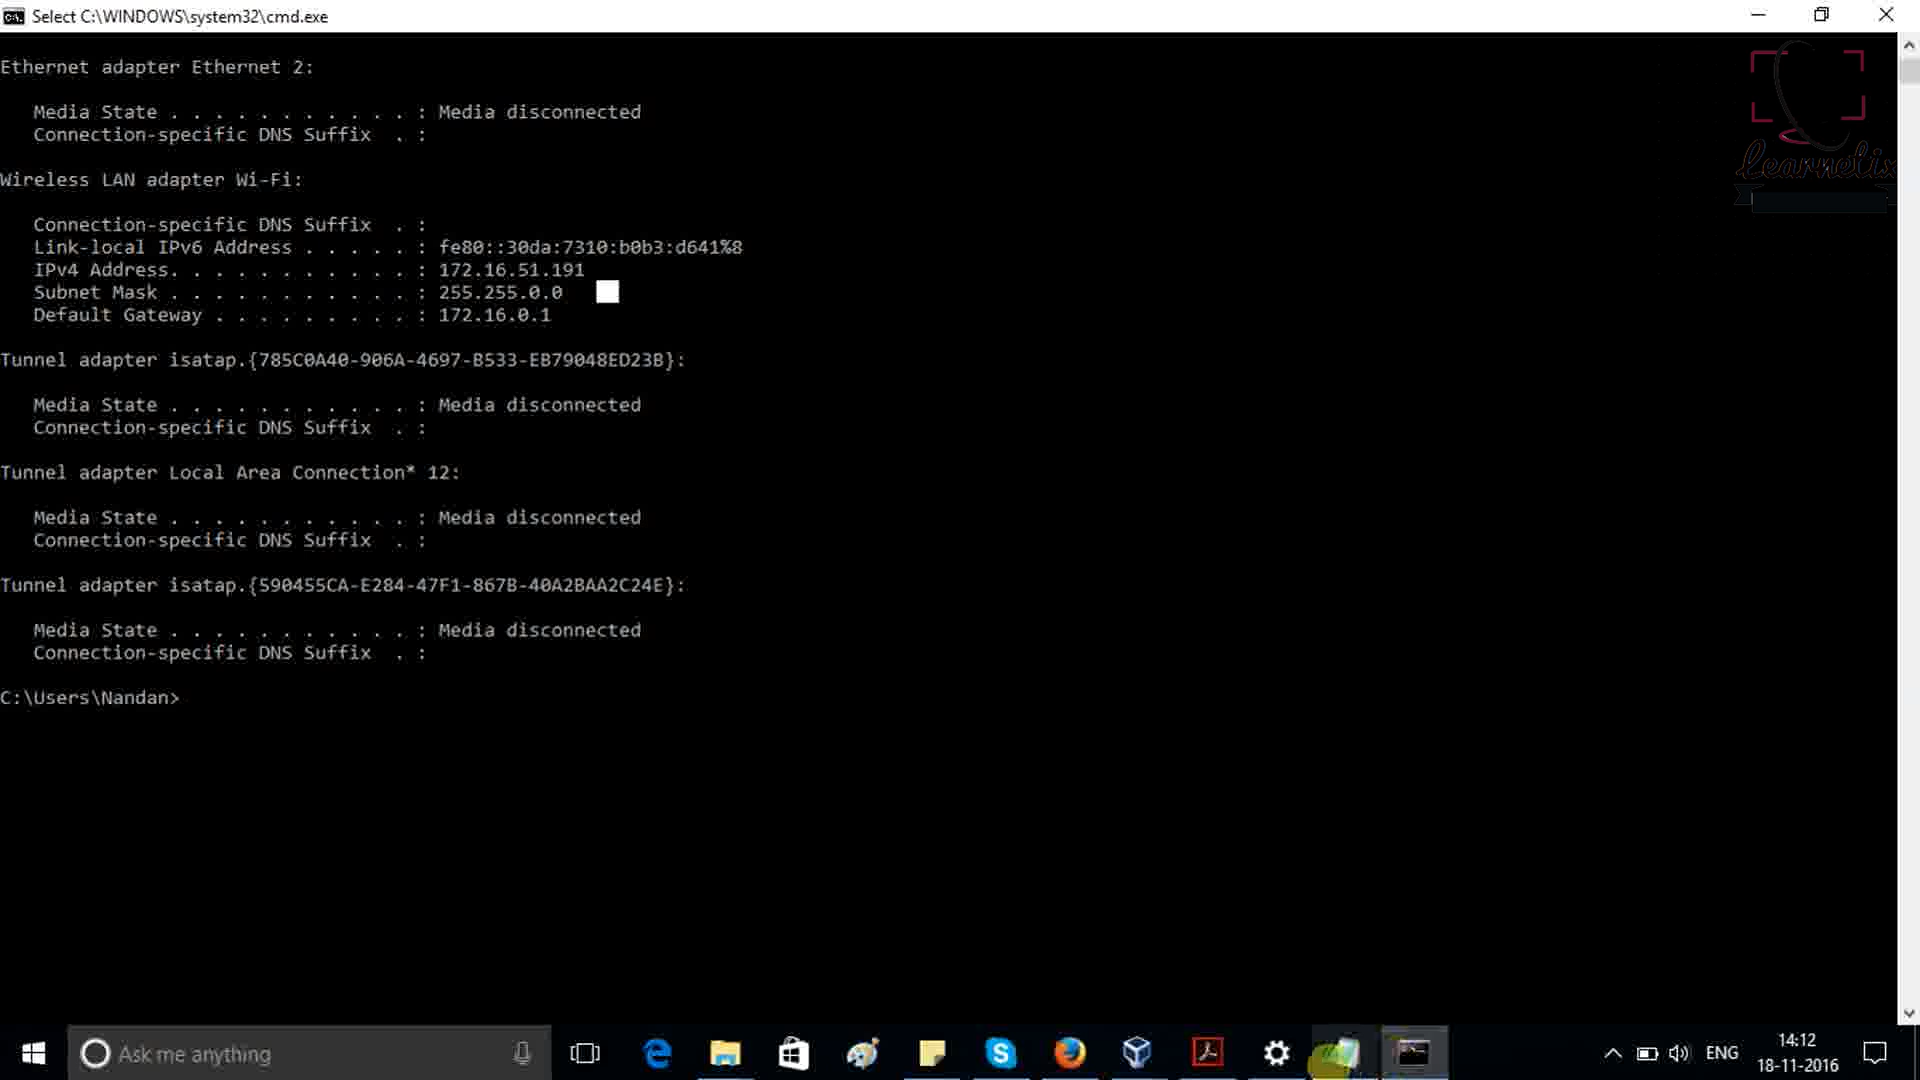 Select C:\WINDOWS\system32\cmd.exe
Ethernet adapter Ethernet 2:
Media State . . . . . . . . . . . : Media disconnected
Connection-specific DNS Suffix  . :
Wireless LAN adapter Wi-Fi:
Connection-specific DNS Suffix  . :
Link-local IPv6 Address . . . . . : fe80::30da:7310:b0b3:d641%8
IPv4 Address. . . . . . . . . . . : 172.16.51.191
Subnet Mask . . . . . . . . . . . : 255.255.0.0
Default Gateway . . . . . . . . . : 172.16.0.1
Tunnel adapter isatap.{785C0A40-906A-4697-B533-EB79048ED23B}:
Media State . . . . . . . . . . . : Media disconnected
Connection-specific DNS Suffix  . :
Tunnel adapter Local Area Connection* 12:
Media State . . . . . . . . . . . : Media disconnected
Connection-specific DNS Suffix  . :
Tunnel adapter isatap.{590455CA-E284-47F1-867B-40A2BAA2C24E}:
Media State . . . . . . . . . . . : Media disconnected
Connection-specific DNS Suffix  . :
C:\Users\Nandan>
Learnelix
Ask me anything
ENG
14:12
18-11-2016